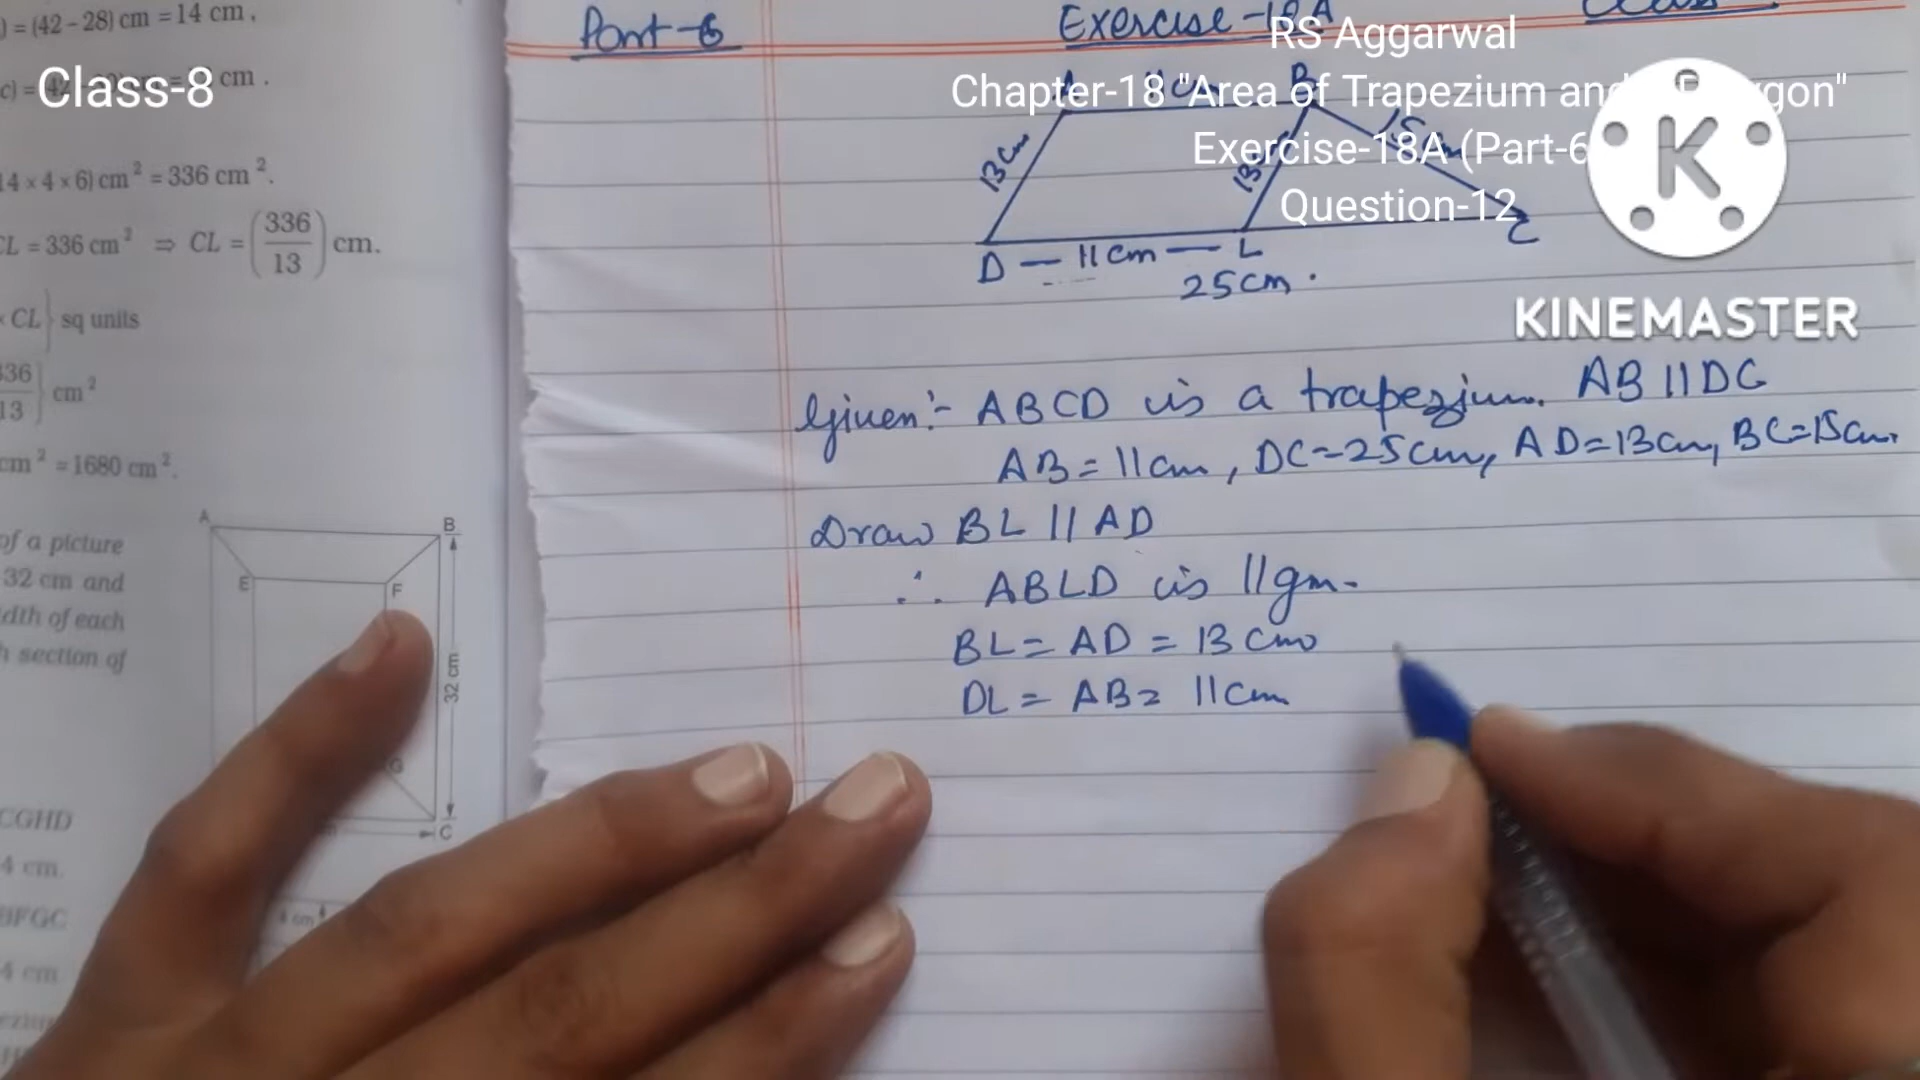 ) = (42 – 28) cm = 14 cm.
cm.
Class-8
4 × 4 × 6) cm² = 336 cm².
CL = 336 cm² ⇒ CL = (336/13) cm.
CL} sq units
36/13} cm²
cm² = 1680 cm².
of a picture
32 cm and
dth of each
section of
A
B
E
F
32 cm
G
C
CGHD
4 cm.
BFGC
4 cm
Part-6
Exercise-18A
RS Aggarwal
Chapter-18 "Area of Trapezium and
Exercise-18A (Part-6
Question-12
KINEMASTER
A 11cm B
13cm
15cm
D — 11cm — L
C
25cm.
Given:- ABCD is a trapezium. AB || DC
AB = 11cm, DC = 25cm, AD = 13cm, BC = 15cm.
Draw BL || AD
∴ ABLD is ||gm.
BL = AD = 13 cm
DL = AB = 11cm